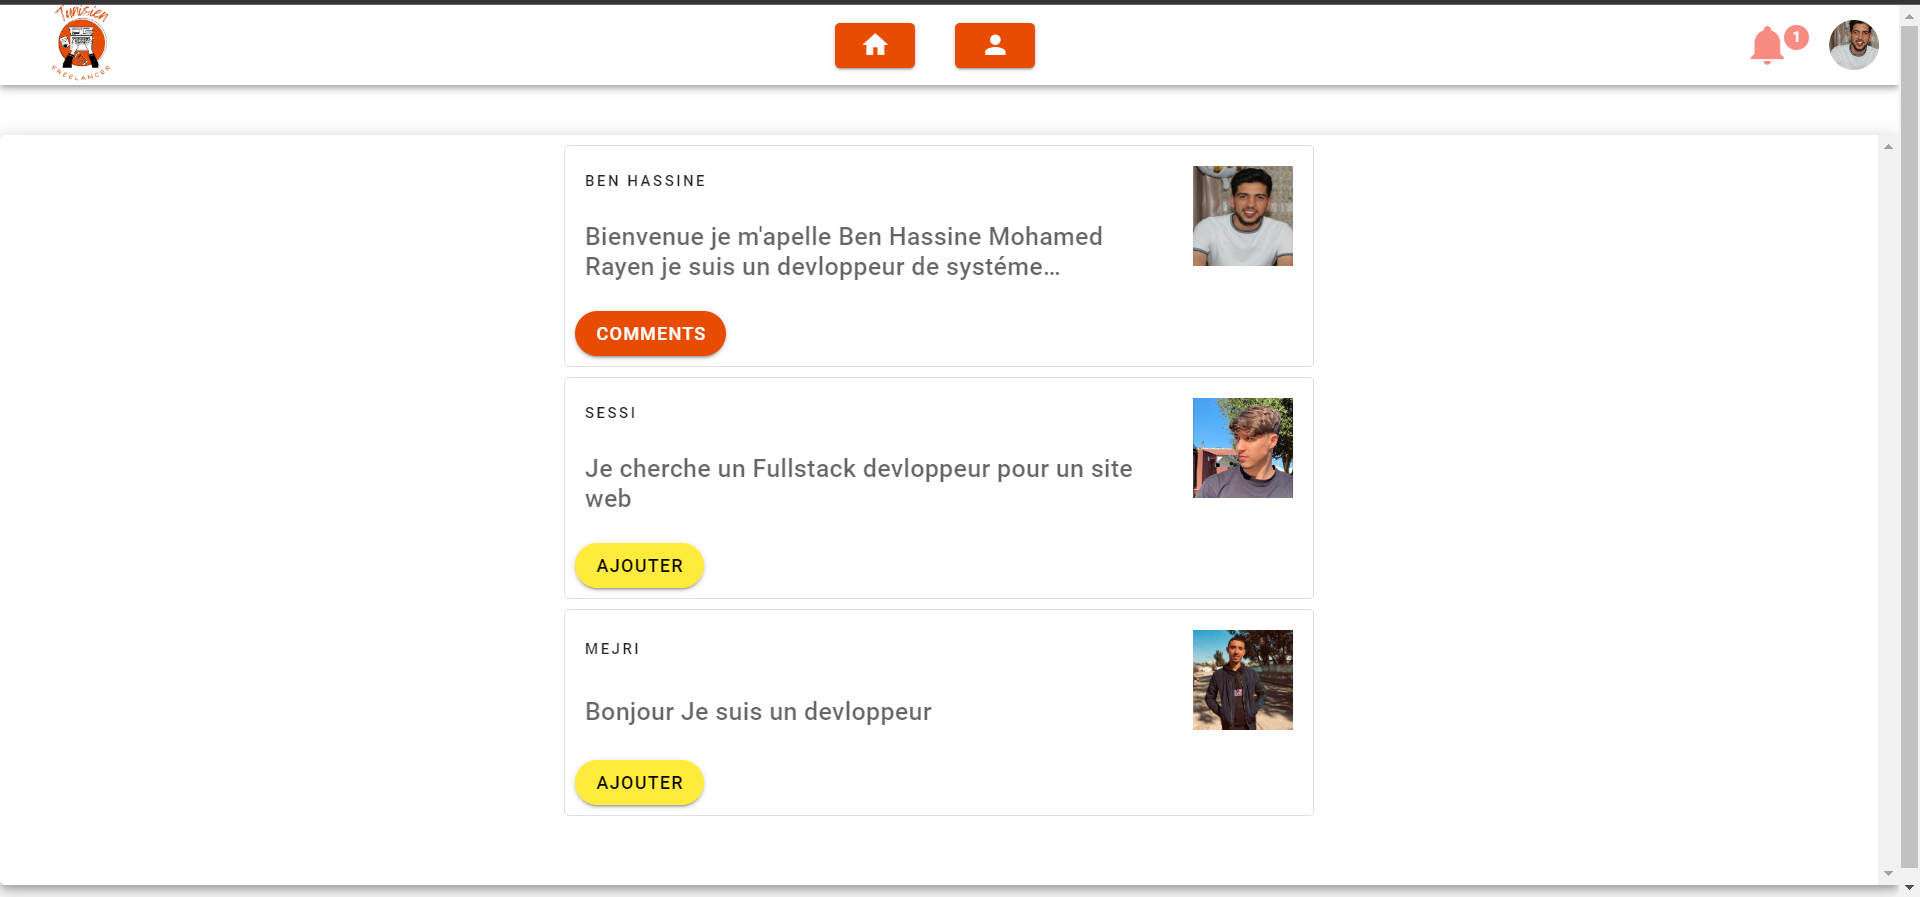 Tunisien
FREELANCER
1
BEN HASSINE
Bienvenue je m'apelle Ben Hassine Mohamed
Rayen je suis un devloppeur de systéme...
COMMENTS
SESSI
Je cherche un Fullstack devloppeur pour un site
web
AJOUTER
MEJRI
Bonjour Je suis un devloppeur
AJOUTER